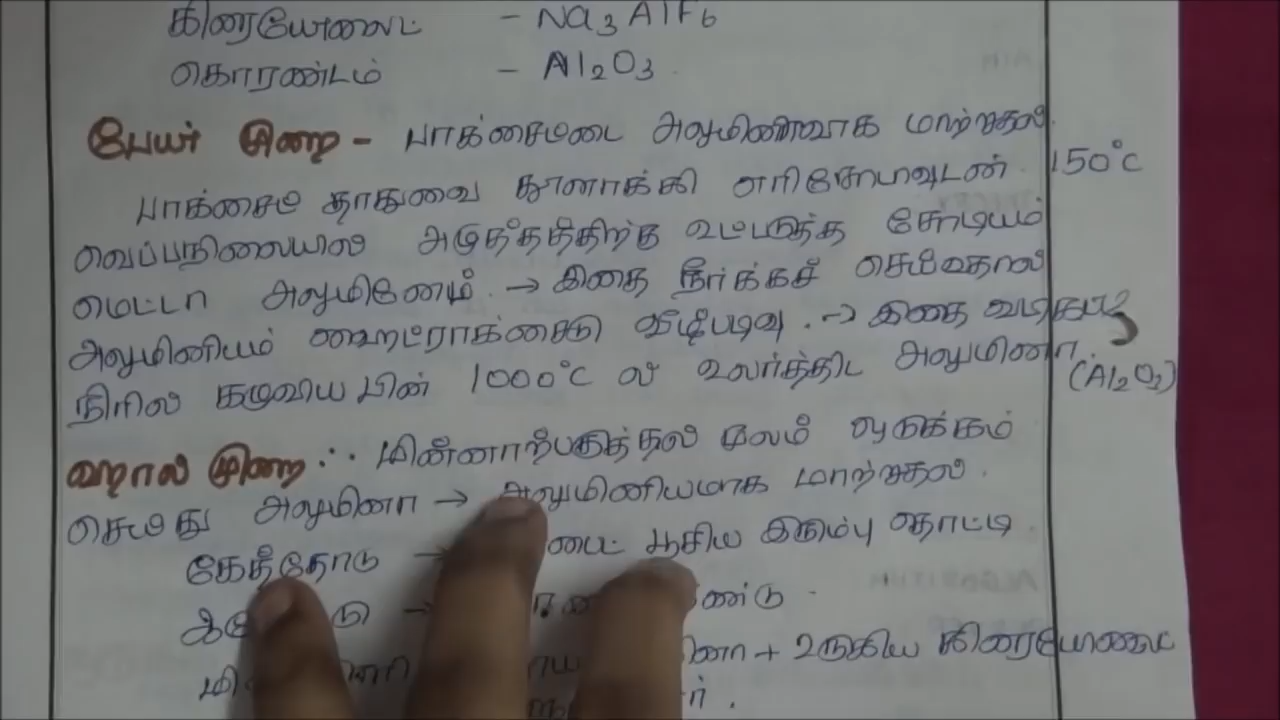 கிரையோலைட் - Na3AlF6
கொரண்டம் - Al2O3
பேயர் முறை - பாக்சைடை அலுமினாவாக மாற்றுதல்.
பாக்சைட் தாதுவை தூளாக்கி எரிசோடாவுடன் 150°C
வெப்பநிலையில் அழுத்தத்திற்கு உட்படுத்த சோடியம்
மெட்டா அலுமினேட் → இதை நீர்க்கச் செய்வதால்
அலுமினியம் ஹைட்ராக்சைடு வீழ்படிவு. → இதை வடிகட்டி
நீரில் கழுவிய பின் 1000°C ல் உலர்த்திட அலுமினா.
(Al2O3)
ஹால் முறை :- மின்னாற்பகுத்தல் மூலம் ஒடுக்கம்
செய்து அலுமினா → அலுமினியமாக மாற்றுதல்.
கேத்தோடு → பூசிய இரும்பு தொட்டி
+ உருகிய கிரையோலைட்